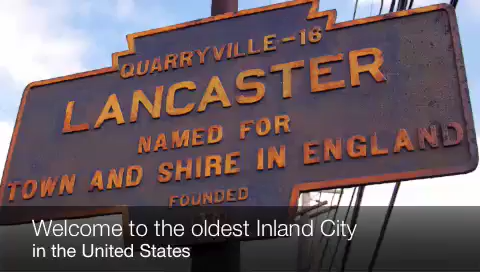 QUARRYVILLE-16
LANCASTER
NAMED FOR
TOWN AND SHIRE IN ENGLAND
FOUNDED
Welcome to the oldest Inland City
in the United States